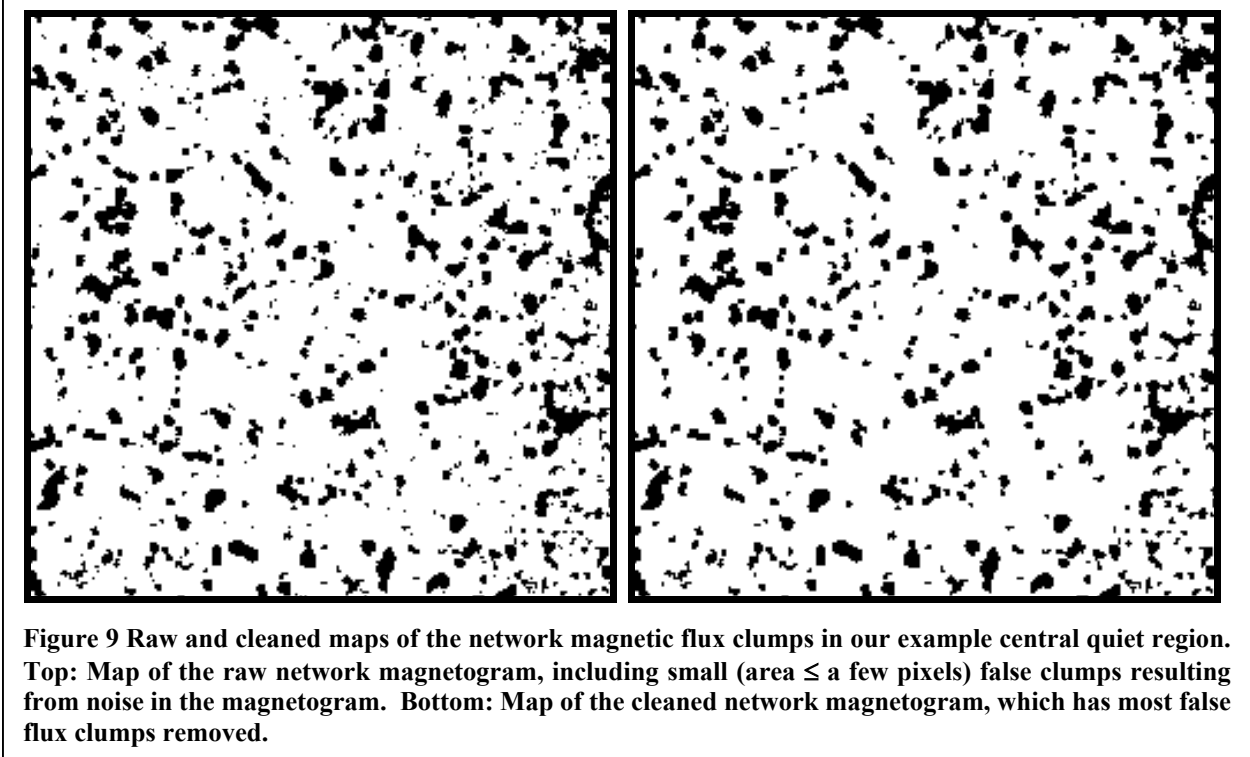 Figure 9 Raw and cleaned maps of the network magnetic flux clumps in our example central quiet region.
Top: Map of the raw network magnetogram, including small (area ≤ a few pixels) false clumps resulting
from noise in the magnetogram. Bottom: Map of the cleaned network magnetogram, which has most false
flux clumps removed.